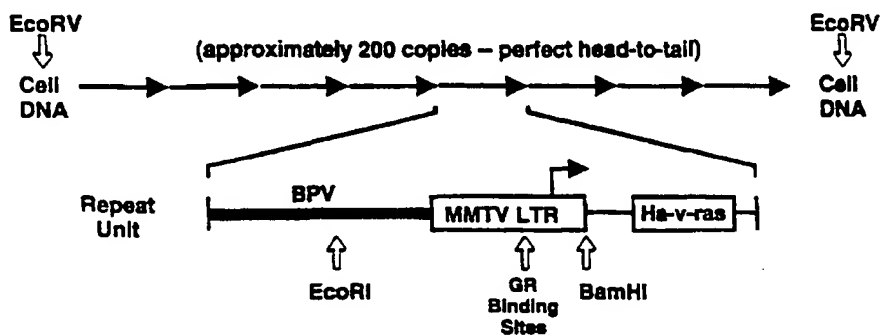 EcoRV
EcoRV
(approximately 200 copies – perfect head-to-tail)
Cell
DNA
Cell
DNA
Repeat
Unit
BPV
MMTV LTR
Ha-v-ras
EcoRI
GR
Binding
Sites
BamHI